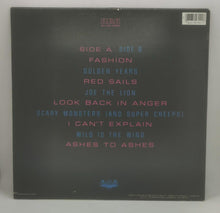 SIDE A SIDE B
FASHION
GOLDEN YEARS
RED SAILS
JOE THE LION
LOOK BACK IN ANGER
SCARY MONSTERS (AND SUPER CREEPS)
I CAN'T EXPLAIN
WILD IS THE WIND
ASHES TO ASHES